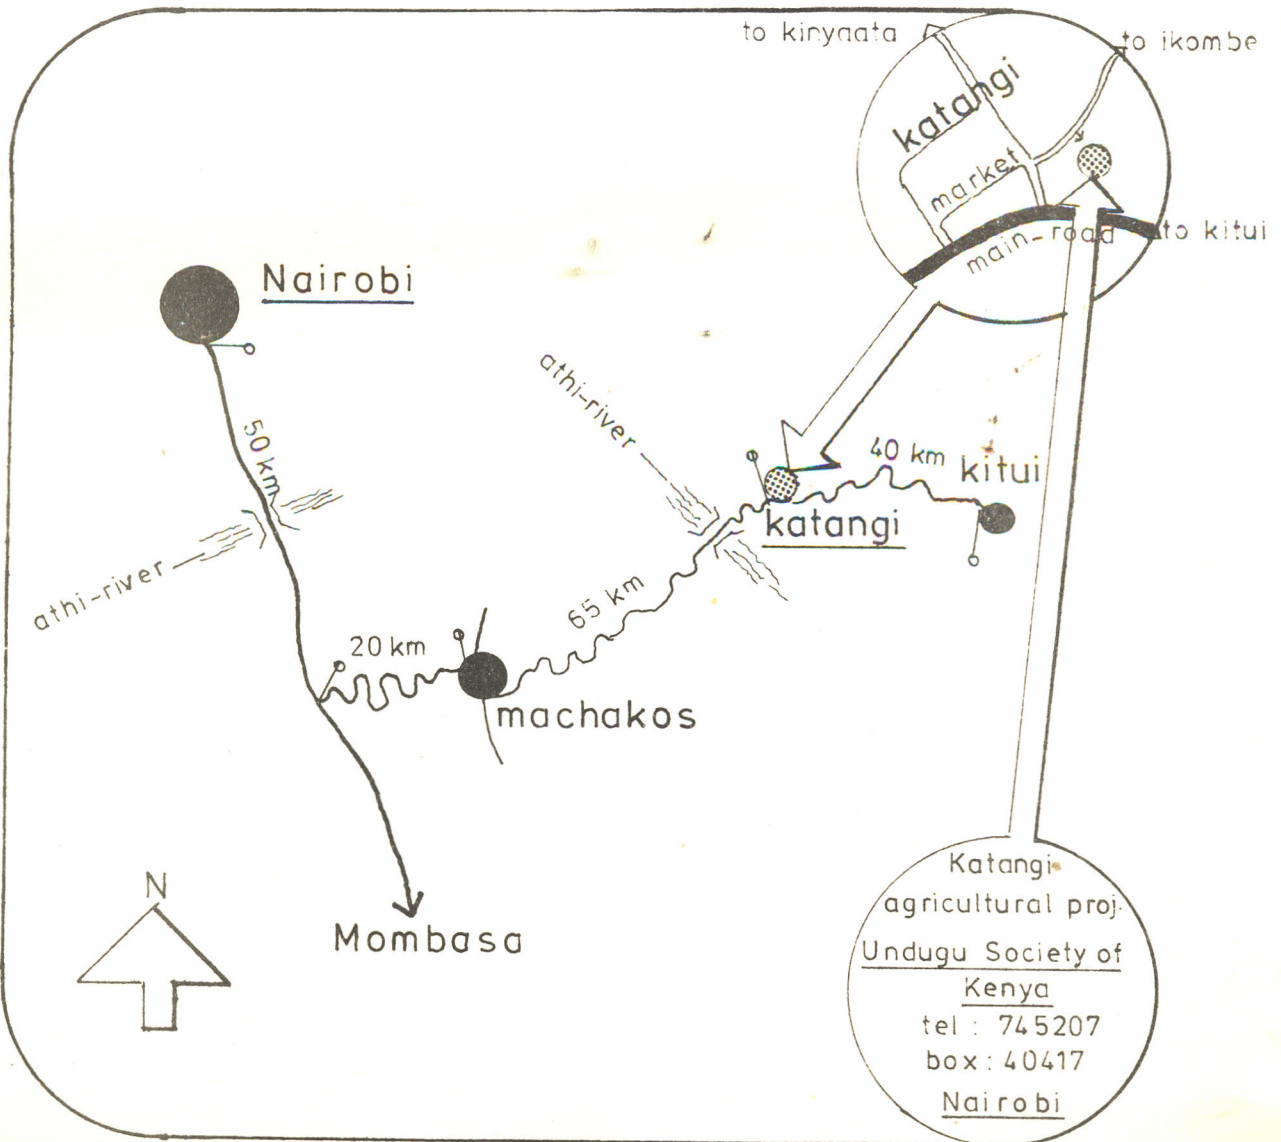 to kinyaata
to ikombe
katangi
market
main-road
to kitui
Nairobi
50 km
athi-river
athi-river
40 km
kitui
katangi
65 km
20 km
machakos
Mombasa
N
Katangi
agricultural proj.
Undugu Society of
Kenya
tel : 745207
box : 40417
Nairobi